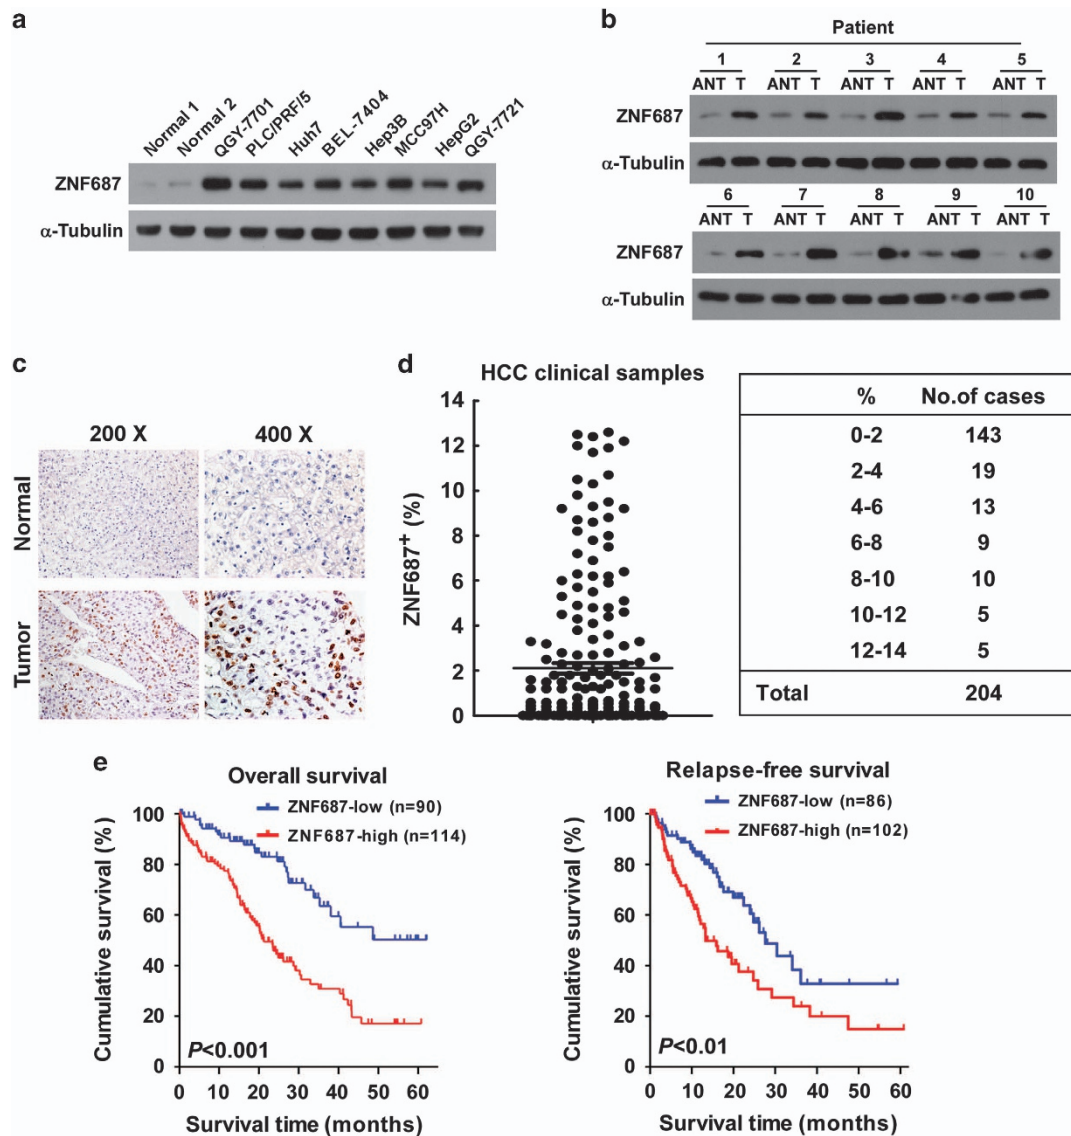 a
Normal 1 Normal 2 QGY-7701 PLC/PRF/5 Huh7 BEL-7404 Hep3B MCC97H HepG2 QGY-7721
ZNF687
α-Tubulin
b
Patient
1 2 3 4 5
ANT T ANT T ANT T ANT T ANT T
ZNF687
α-Tubulin
6 7 8 9 10
ANT T ANT T ANT T ANT T ANT T
ZNF687
α-Tubulin
c
200 X 400 X
Normal
Tumor
d
HCC clinical samples
ZNF687+ (%)
14
12
10
8
6
4
2
0
% No.of cases
0-2 143
2-4 19
4-6 13
6-8 9
8-10 10
10-12 5
12-14 5
Total 204
e
Overall survival
ZNF687-low (n=90)
ZNF687-high (n=114)
Cumulative survival (%)
100
80
60
40
20
0
P<0.001
0 10 20 30 40 50 60
Survival time (months)
Relapse-free survival
ZNF687-low (n=86)
ZNF687-high (n=102)
Cumulative survival (%)
100
80
60
40
20
0
P<0.01
0 10 20 30 40 50 60
Survival time (months)